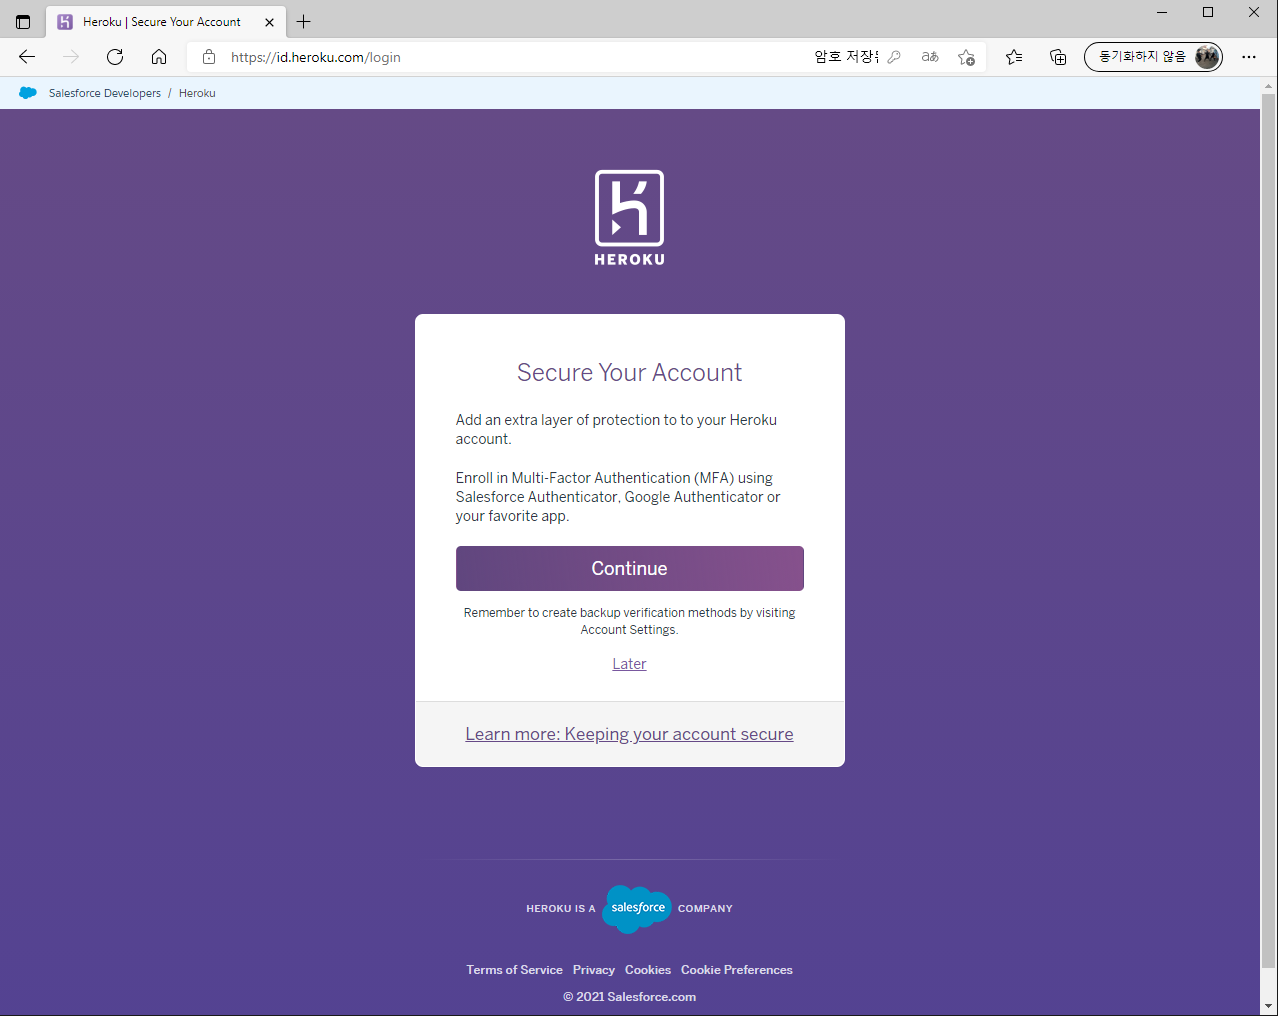 Heroku | Secure Your Account
https://id.heroku.com/login
암호 저장됨
동기화하지 않음
Salesforce Developers / Heroku
HEROKU
Secure Your Account
Add an extra layer of protection to to your Heroku
account.
Enroll in Multi-Factor Authentication (MFA) using
Salesforce Authenticator, Google Authenticator or
your favorite app.
Continue
Remember to create backup verification methods by visiting
Account Settings.
Later
Learn more: Keeping your account secure
HEROKU IS A salesforce COMPANY
Terms of Service Privacy Cookies Cookie Preferences
© 2021 Salesforce.com